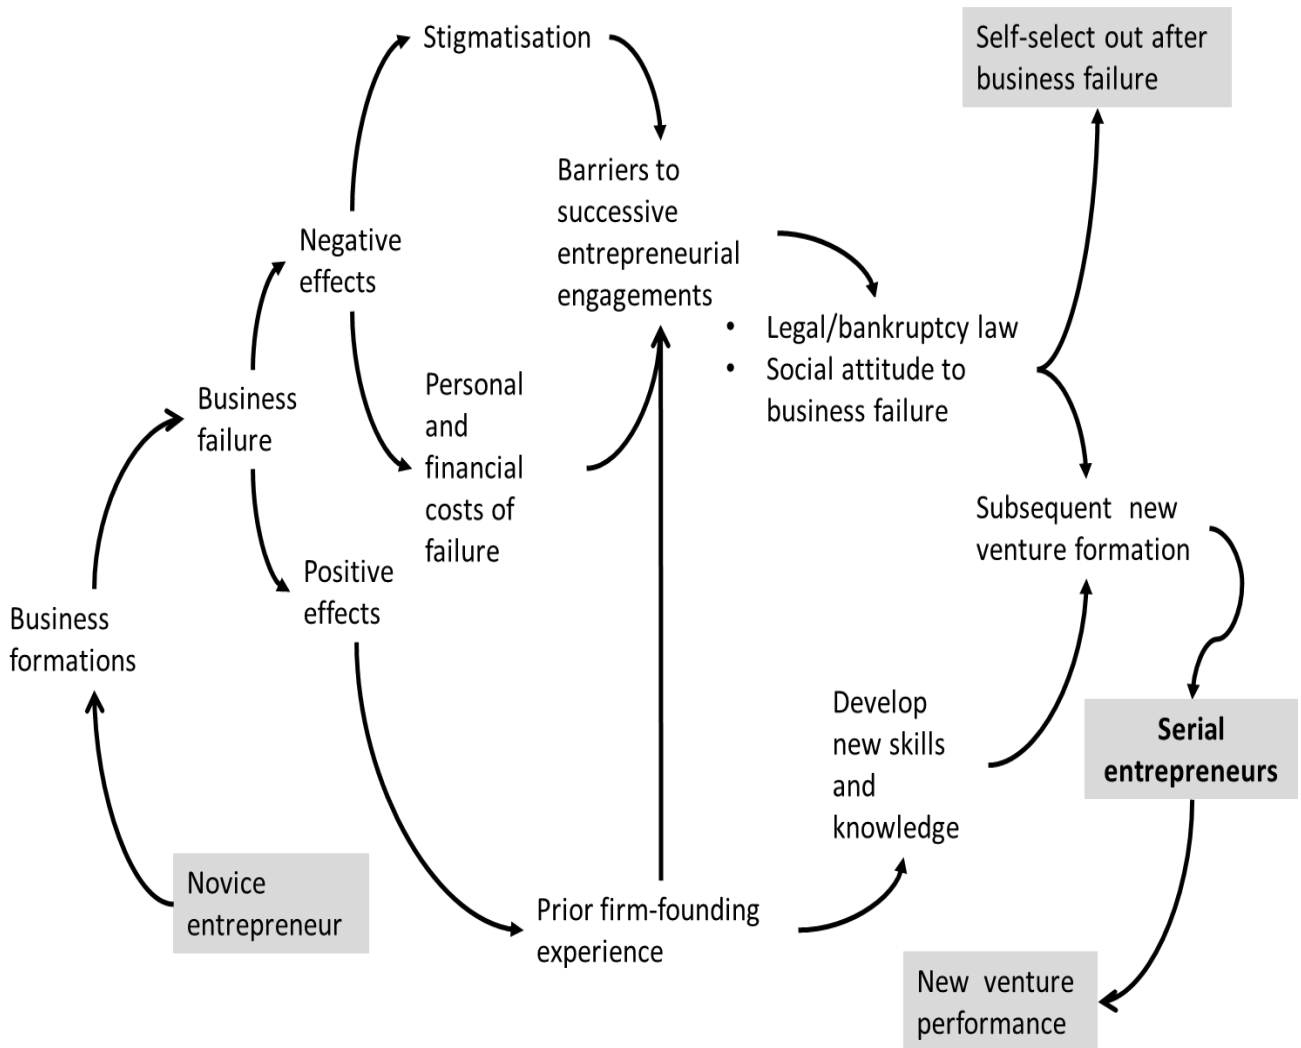 Stigmatisation
Self-select out after
business failure
Barriers to
successive
entrepreneurial
engagements
Negative
effects
• Legal/bankruptcy law
• Social attitude to
business failure
Business
failure
Personal
and
financial
costs of
failure
Subsequent new
venture formation
Positive
effects
Business
formations
Develop
new skills
and
knowledge
Serial
entrepreneurs
Novice
entrepreneur
Prior firm-founding
experience
New venture
performance